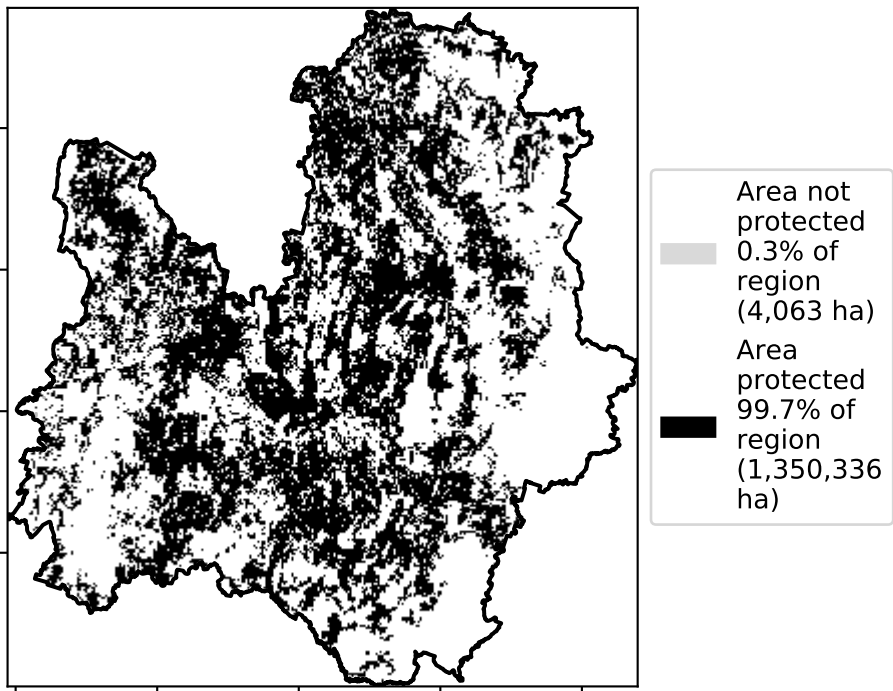 Area not
protected
0.3% of
region
(4,063 ha)
Area
protected
99.7% of
region
(1,350,336
ha)